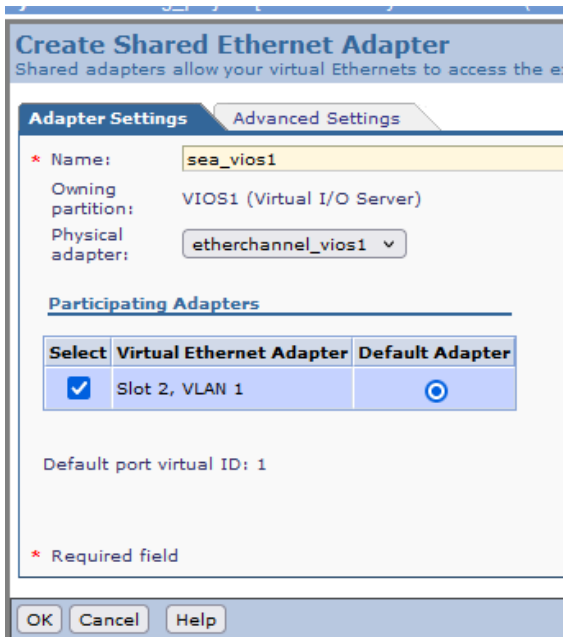 Create Shared Ethernet Adapter
Shared adapters allow your virtual Ethernets to access the
Adapter Settings Advanced Settings
* Name: sea_vios1
Owning partition: VIOS1 (Virtual I/O Server)
Physical adapter: etherchannel_vios1
Participating Adapters
Select Virtual Ethernet Adapter Default Adapter
Slot 2, VLAN 1
Default port virtual ID: 1
* Required field
OK Cancel Help